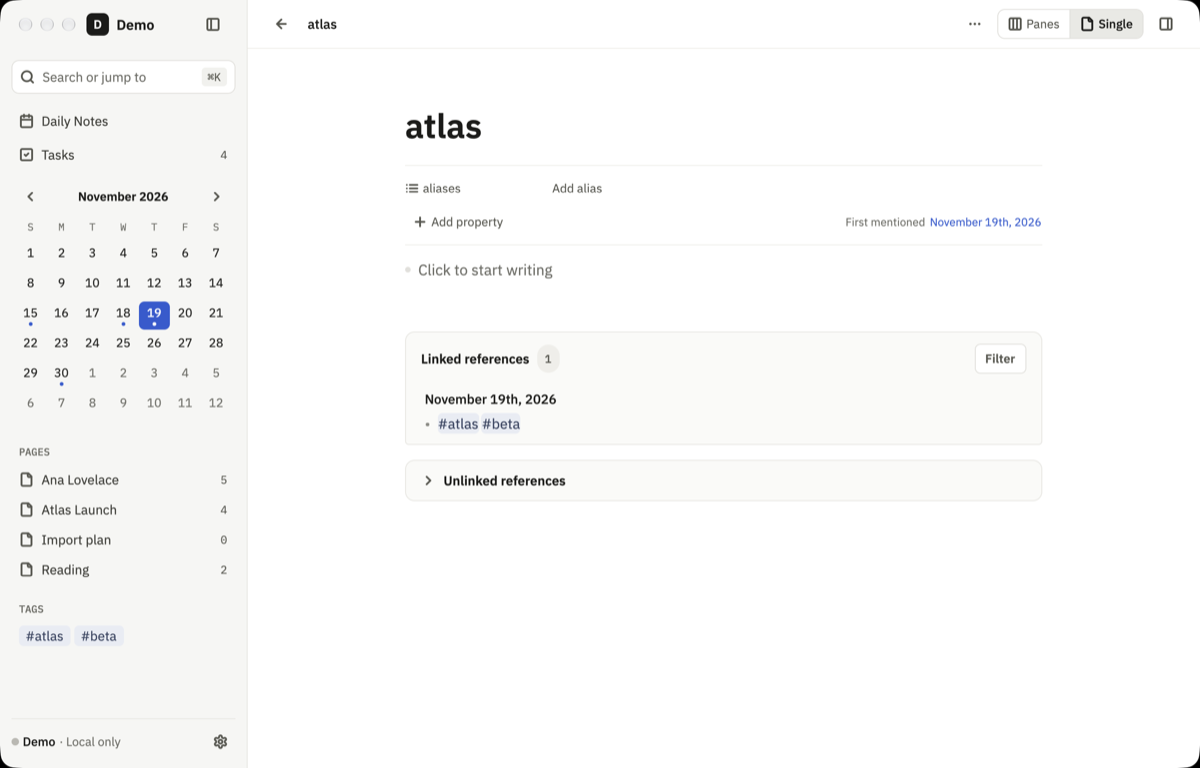 D Demo
Search or jump to ⌘K
Daily Notes
Tasks 4
November 2026
S M T W T F S
1 2 3 4 5 6 7
8 9 10 11 12 13 14
15 16 17 18 19 20 21
22 23 24 25 26 27 28
29 30 1 2 3 4 5
6 7 8 9 10 11 12
PAGES
Ana Lovelace 5
Atlas Launch 4
Import plan 0
Reading 2
TAGS
#atlas #beta
Demo · Local only
atlas
Panes Single
atlas
aliases Add alias
Add property First mentioned November 19th, 2026
Click to start writing
Linked references 1 Filter
November 19th, 2026
#atlas #beta
Unlinked references